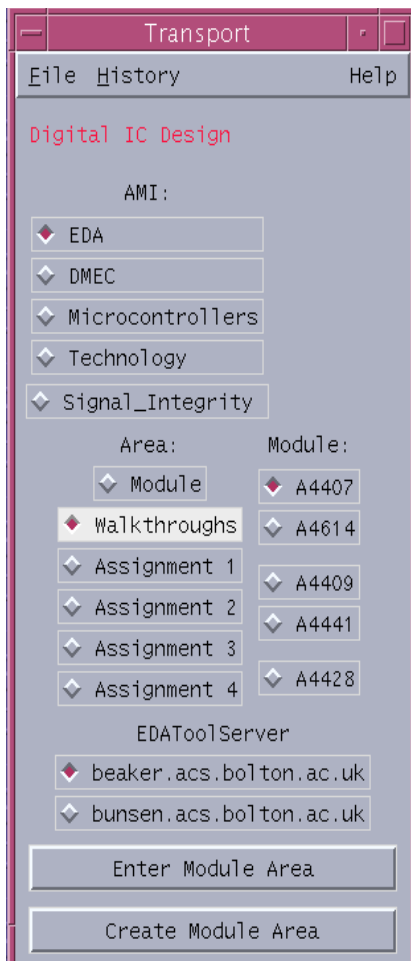 Transport
File History Help
Digital IC Design
AMI:
EDA
DMEC
Microcontrollers
Technology
Signal_Integrity
Area: Module:
Module A4407
Walkthroughs A4614
Assignment 1 A4409
Assignment 2 A4441
Assignment 3
Assignment 4 A4428
EDAToolServer
beaker.acs.bolton.ac.uk
bunsen.acs.bolton.ac.uk
Enter Module Area
Create Module Area